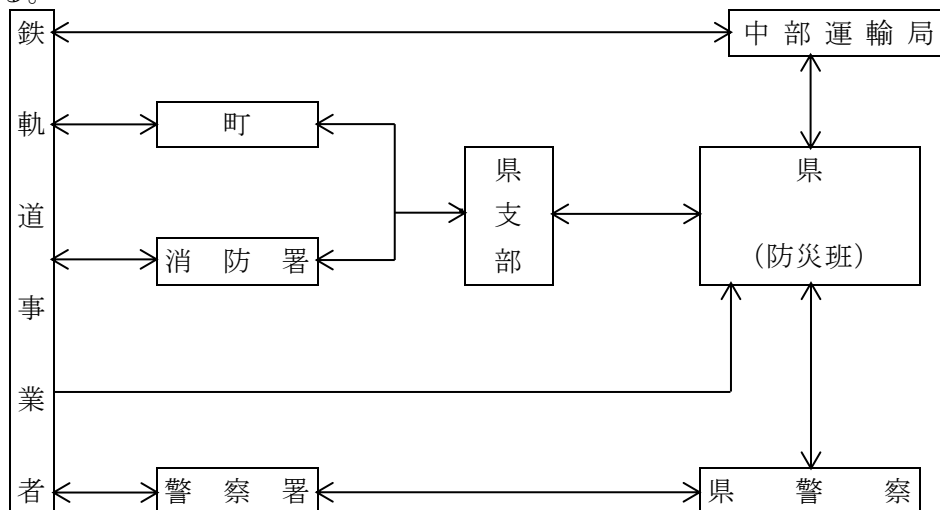 る。
鉄軌道事業者
中部運輸局
町
県支部
県
(防災班)
消防署
警察署
県警察